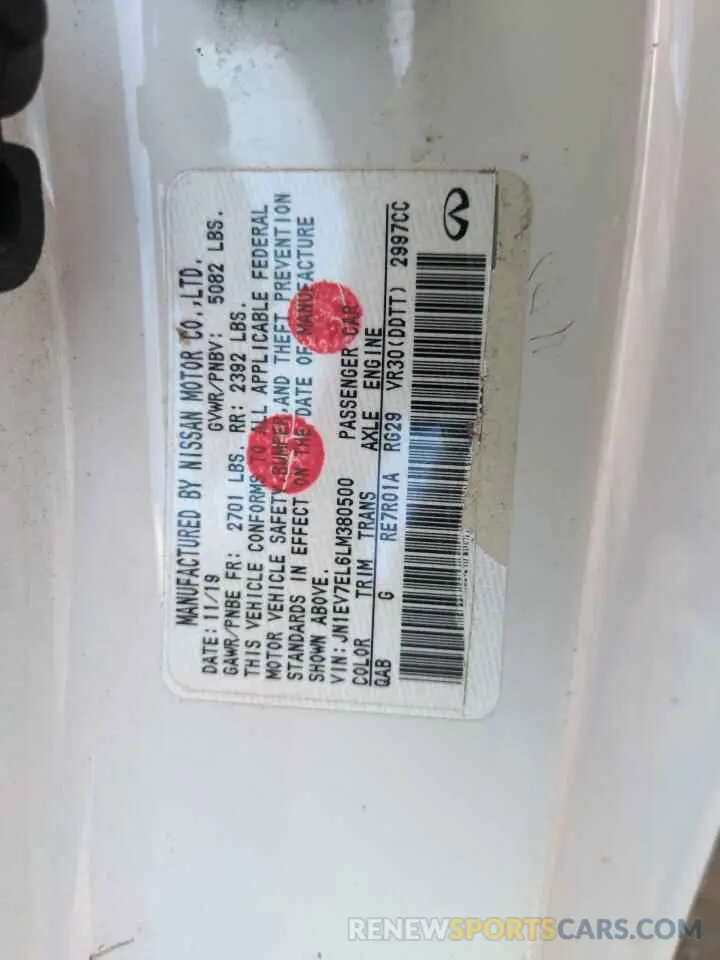 MANUFACTURED BY NISSAN MOTOR CO.,LTD.
DATE: 11/19 GVWR/PNBV: 5082 LBS.
GAWR/PNBE FR: 2701 LBS. RR: 2392 LBS.
THIS VEHICLE CONFORMS TO ALL APPLICABLE FEDERAL
MOTOR VEHICLE SAFETY,BUMPER,AND THEFT PREVENTION
STANDARDS IN EFFECT ON THE DATE OF MANUFACTURE
SHOWN ABOVE.
VIN: JN1EV7EL6LM380500 PASSENGER CAR
COLOR TRIM TRANS AXLE ENGINE
QAB G RE7R01A RG29 VR30(DDTT) 2997CC
RENEWSPORTSCARS.COM